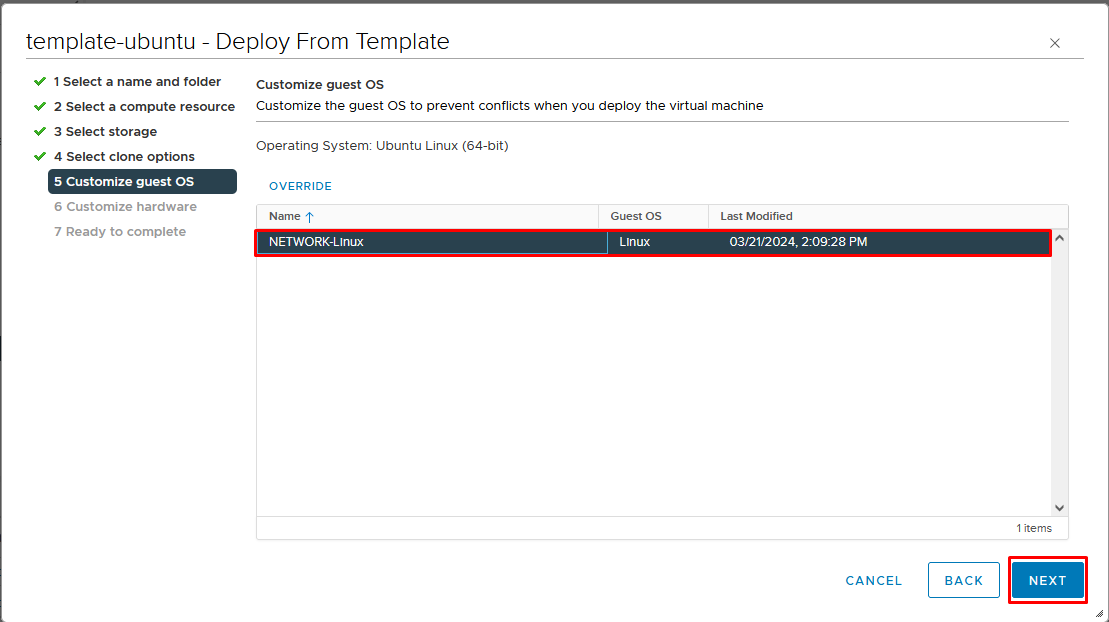 template-ubuntu - Deploy From Template
1 Select a name and folder
2 Select a compute resource
3 Select storage
4 Select clone options
5 Customize guest OS
6 Customize hardware
7 Ready to complete
Customize guest OS
Customize the guest OS to prevent conflicts when you deploy the virtual machine
Operating System: Ubuntu Linux (64-bit)
OVERRIDE
Name ↑ Guest OS Last Modified
NETWORK-Linux Linux 03/21/2024, 2:09:28 PM
1 items
CANCEL BACK NEXT